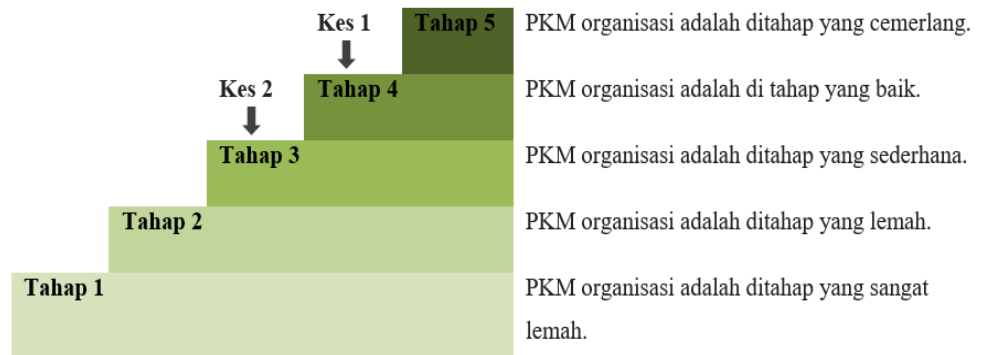 Kes 1
Tahap 5
PKM organisasi adalah ditahap yang cemerlang.
Kes 2
Tahap 4
PKM organisasi adalah di tahap yang baik.
Tahap 3
PKM organisasi adalah ditahap yang sederhana.
Tahap 2
PKM organisasi adalah ditahap yang lemah.
Tahap 1
PKM organisasi adalah ditahap yang sangat
lemah.